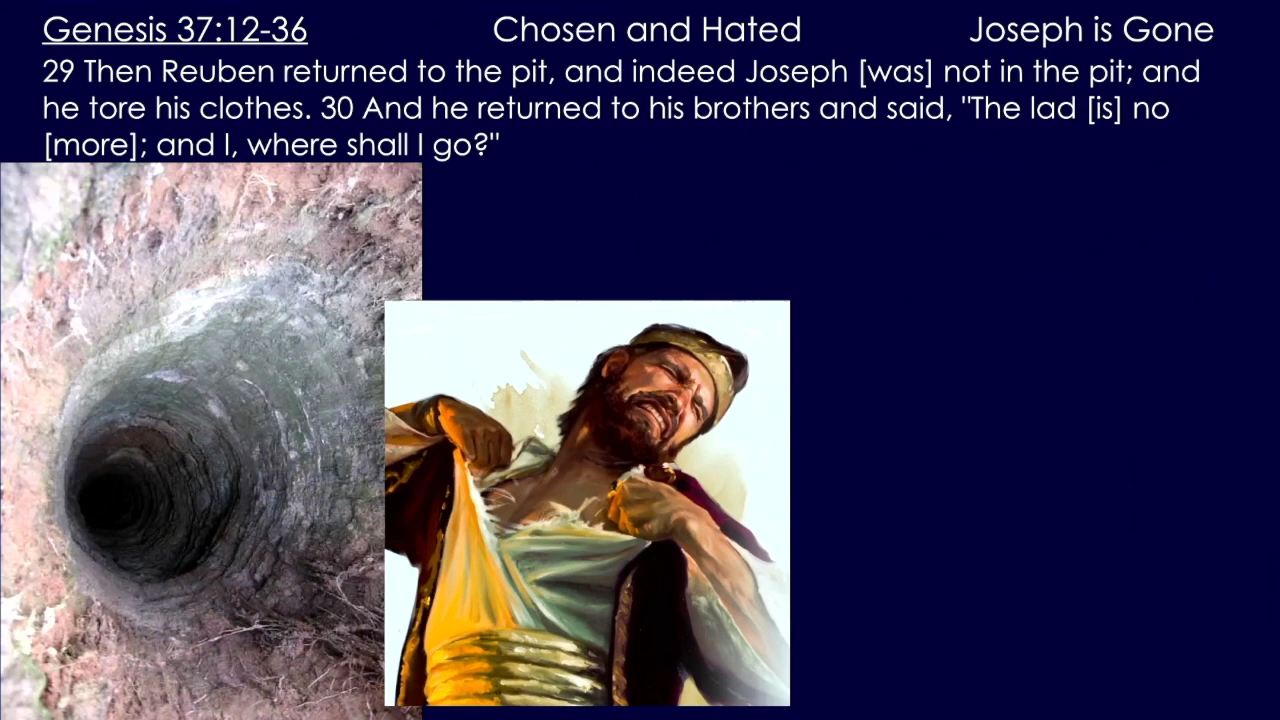 Genesis 37:12-36 Chosen and Hated Joseph is Gone
29 Then Reuben returned to the pit, and indeed Joseph [was] not in the pit; and
he tore his clothes. 30 And he returned to his brothers and said, "The lad [is] no
[more]; and I, where shall I go?"